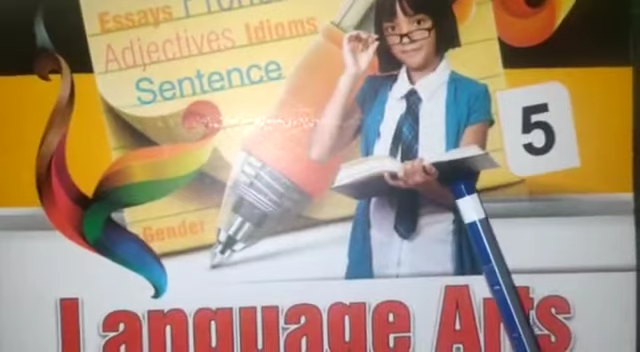 Essays
Adjectives Idioms
Sentence
5
Gender
Language Arts